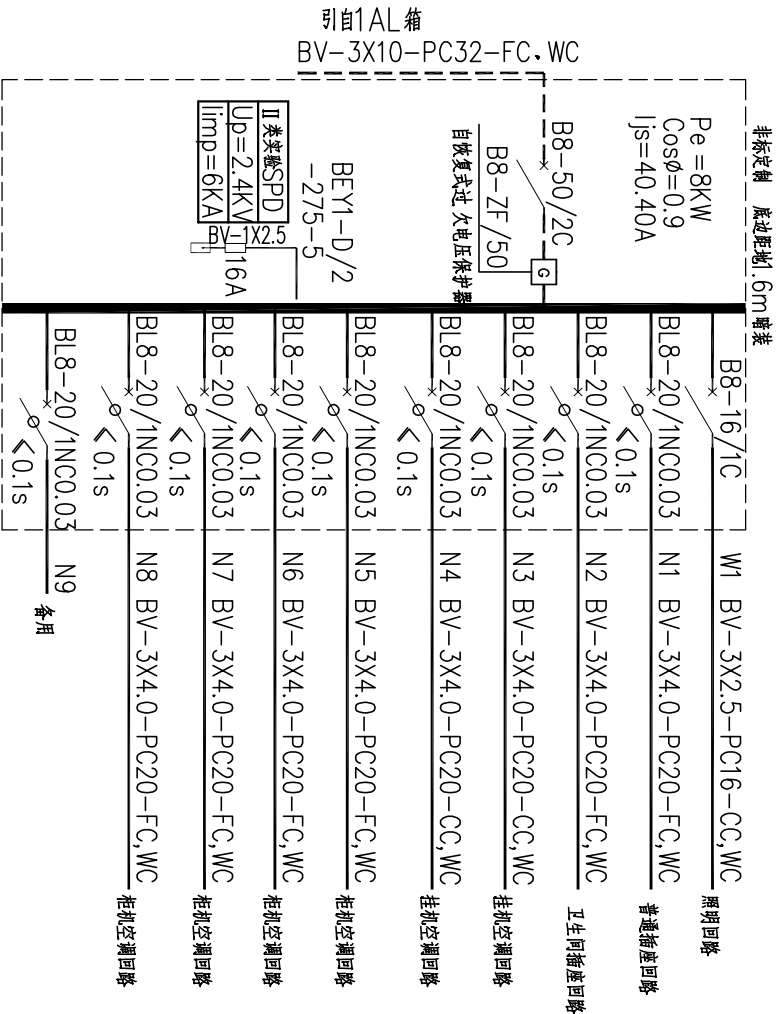 引自1AL箱
BV-3X10-PC32-FC.WC
非标定制 底边距地1.6m暗装
Pe=8KW
CosØ=0.9
Ijs=40.40A
B8-50/2C
B8-ZF/50
自恢复式过 欠电压保护器
G
BEY1-D/2
-275-5
II类实验SPD
Up=2.4KV
Iimp=6KA
BV-1X2.5
16A
B8-16/1C W1 BV-3X2.5-PC16-CC,WC 照明回路
BL8-20/1NC0.03 <0.1s N1 BV-3X4.0-PC20-FC,WC 普通插座回路
BL8-20/1NC0.03 <0.1s N2 BV-3X4.0-PC20-FC,WC 卫生间插座回路
BL8-20/1NC0.03 <0.1s N3 BV-3X4.0-PC20-CC,WC 挂机空调回路
BL8-20/1NC0.03 <0.1s N4 BV-3X4.0-PC20-CC,WC 挂机空调回路
BL8-20/1NC0.03 <0.1s N5 BV-3X4.0-PC20-FC,WC 柜机空调回路
BL8-20/1NC0.03 <0.1s N6 BV-3X4.0-PC20-FC,WC 柜机空调回路
BL8-20/1NC0.03 <0.1s N7 BV-3X4.0-PC20-FC,WC 柜机空调回路
BL8-20/1NC0.03 <0.1s N8 BV-3X4.0-PC20-FC,WC 柜机空调回路
BL8-20/1NC0.03 <0.1s N9 备用